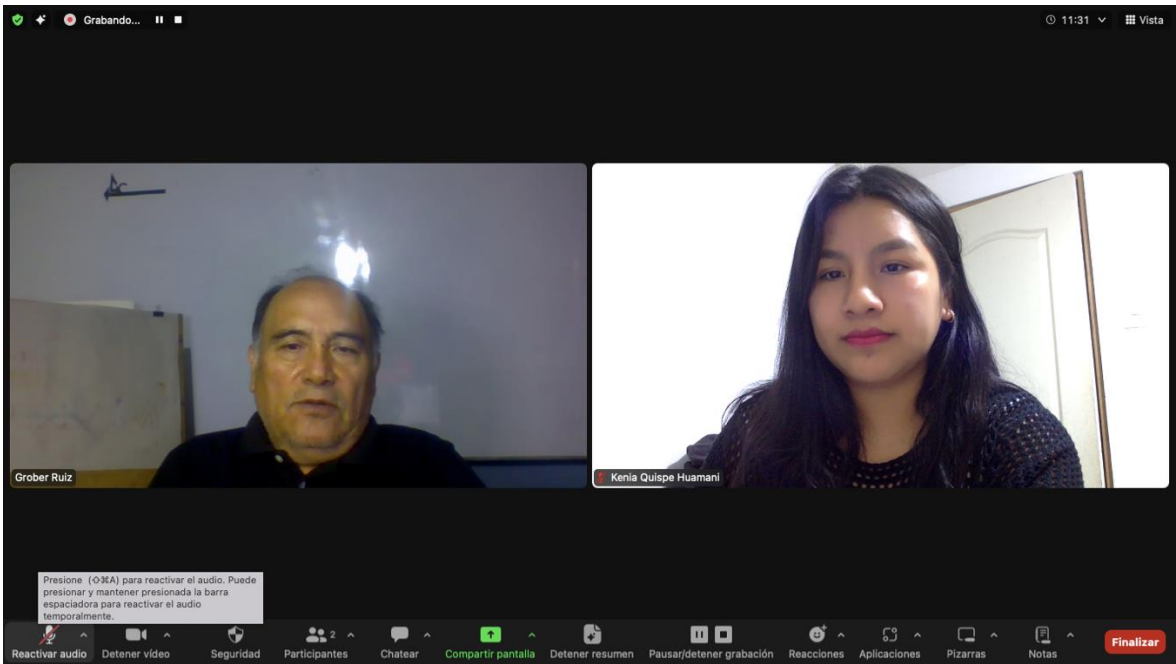 Grabando...
11:31
Vista
Grober Ruiz
Kenia Quispe Huamani
Presione (⇧⌘A) para reactivar el audio. Puede
presionar y mantener presionada la barra
espaciadora para reactivar el audio
temporalmente.
Reactivar audio
Detener vídeo
Seguridad
2
Participantes
Chatear
Compartir pantalla
Detener resumen
Pausar/detener grabación
Reacciones
Aplicaciones
Pizarras
Notas
Finalizar